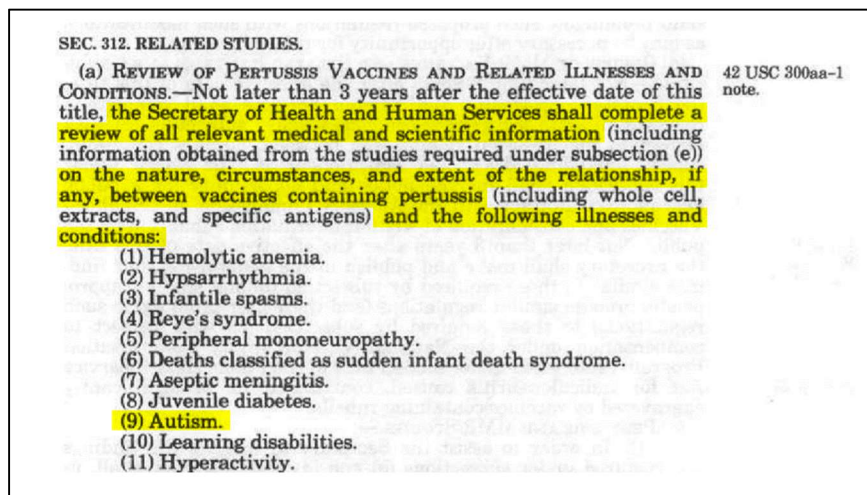 SEC. 312. RELATED STUDIES.
(a) REVIEW OF PERTUSSIS VACCINES AND RELATED ILLNESSES AND
CONDITIONS.—Not later than 3 years after the effective date of this
title, the Secretary of Health and Human Services shall complete a
review of all relevant medical and scientific information (including
information obtained from the studies required under subsection (e))
on the nature, circumstances, and extent of the relationship, if
any, between vaccines containing pertussis (including whole cell,
extracts, and specific antigens) and the following illnesses and
conditions:
(1) Hemolytic anemia.
(2) Hypsarrhythmia.
(3) Infantile spasms.
(4) Reye's syndrome.
(5) Peripheral mononeuropathy.
(6) Deaths classified as sudden infant death syndrome.
(7) Aseptic meningitis.
(8) Juvenile diabetes.
(9) Autism.
(10) Learning disabilities.
(11) Hyperactivity.
42 USC 300aa-1
note.